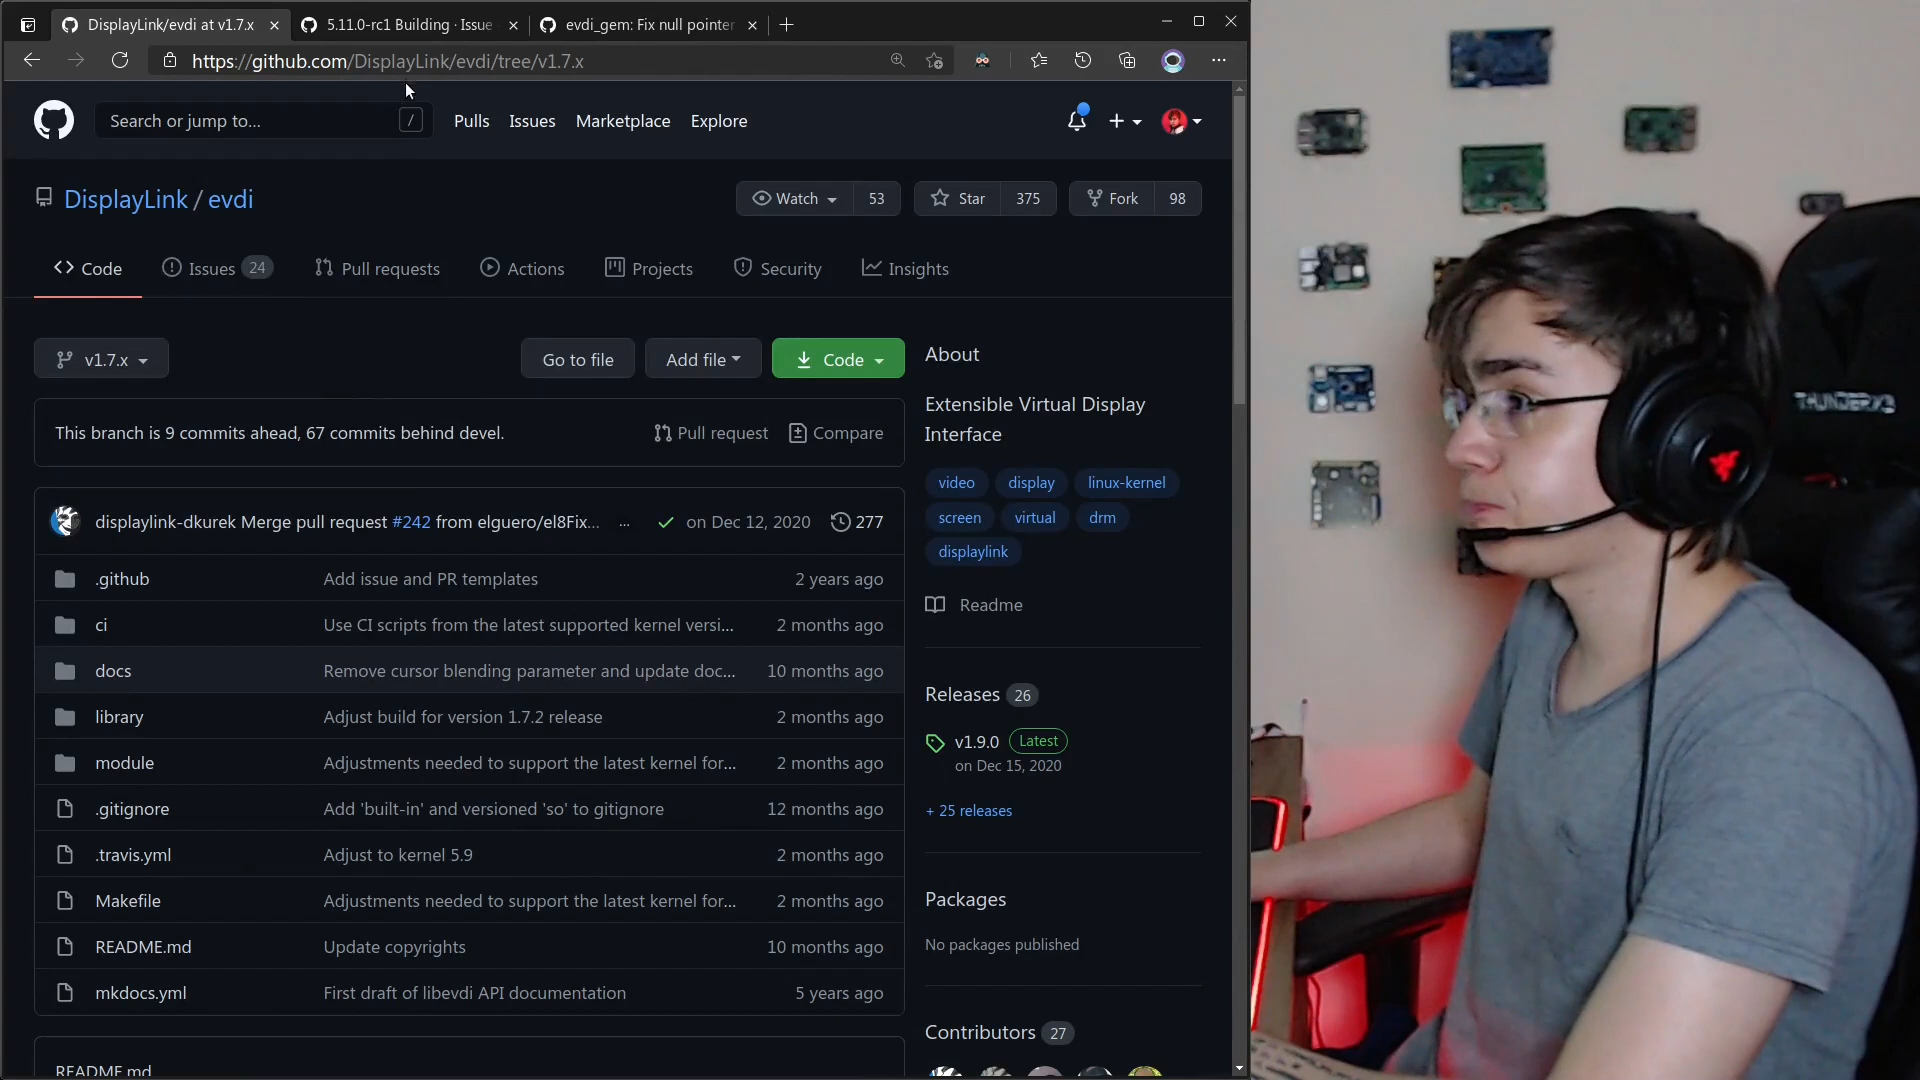 DisplayLink/evdi at v1.7.x
5.11.0-rc1 Building · Issue
evdi_gem: Fix null pointer
https://github.com/DisplayLink/evdi/tree/v1.7.x
Search or jump to...
/
Pulls
Issues
Marketplace
Explore
DisplayLink / evdi
Watch 53
Star 375
Fork 98
Code
Issues 24
Pull requests
Actions
Projects
Security
Insights
v1.7.x
Go to file
Add file
Code
This branch is 9 commits ahead, 67 commits behind devel.
Pull request
Compare
displaylink-dkurek Merge pull request #242 from elguero/el8Fix... ... on Dec 12, 2020 277
.github Add issue and PR templates 2 years ago
ci Use CI scripts from the latest supported kernel versi... 2 months ago
docs Remove cursor blending parameter and update doc... 10 months ago
library Adjust build for version 1.7.2 release 2 months ago
module Adjustments needed to support the latest kernel for... 2 months ago
.gitignore Add 'built-in' and versioned 'so' to gitignore 12 months ago
.travis.yml Adjust to kernel 5.9 2 months ago
Makefile Adjustments needed to support the latest kernel for... 2 months ago
README.md Update copyrights 10 months ago
mkdocs.yml First draft of libevdi API documentation 5 years ago
README.md
About
Extensible Virtual Display
Interface
video display linux-kernel
screen virtual drm
displaylink
Readme
Releases 26
v1.9.0 Latest
on Dec 15, 2020
+ 25 releases
Packages
No packages published
Contributors 27
THUNDERX3